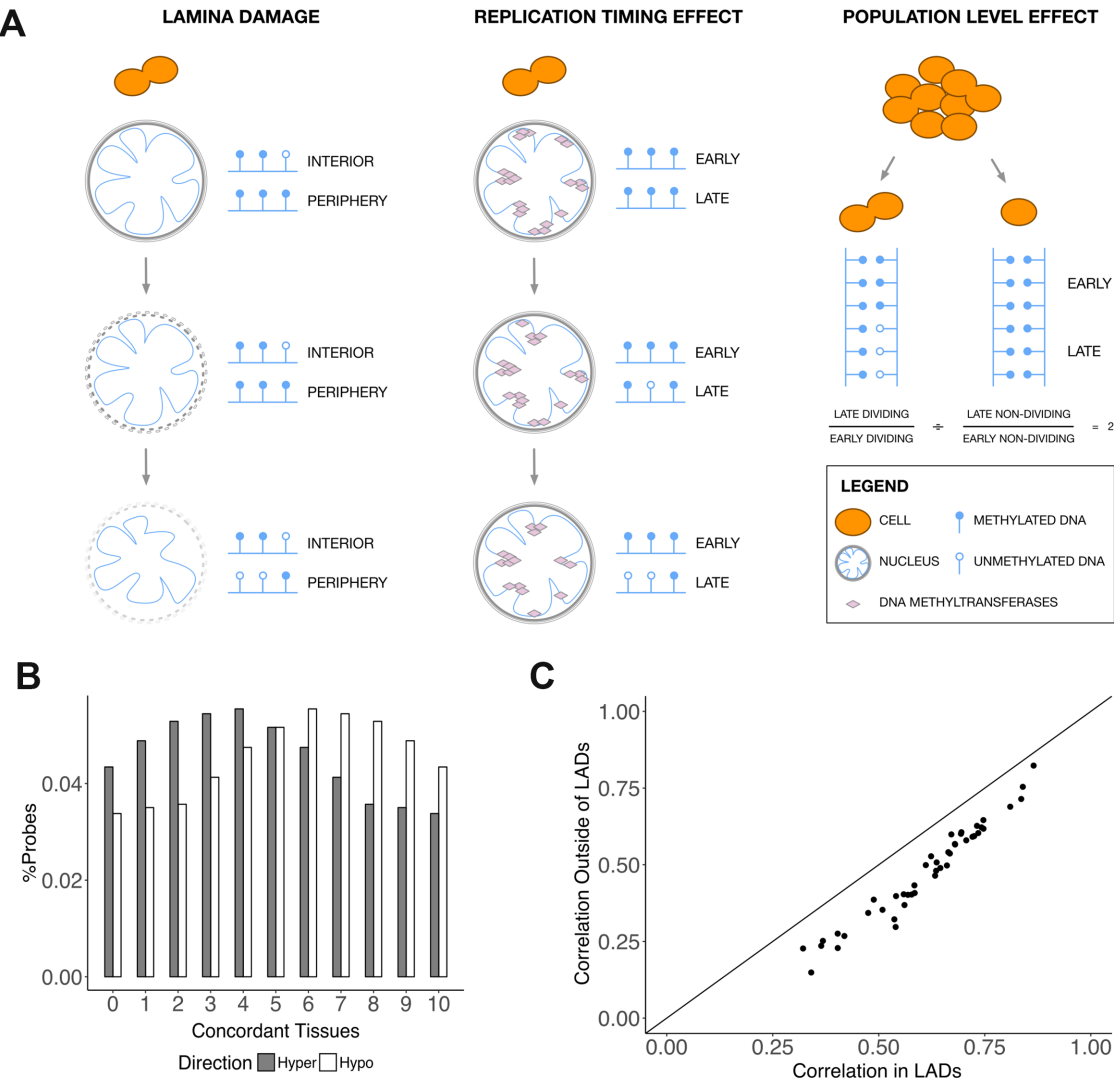 A
LAMINA DAMAGE
INTERIOR
PERIPHERY
INTERIOR
PERIPHERY
INTERIOR
PERIPHERY
REPLICATION TIMING EFFECT
EARLY
LATE
EARLY
LATE
EARLY
LATE
POPULATION LEVEL EFFECT
EARLY
LATE
LATE DIVIDING
EARLY DIVIDING
÷
LATE NON-DIVIDING
EARLY NON-DIVIDING
= 2
LEGEND
CELL
METHYLATED DNA
NUCLEUS
UNMETHYLATED DNA
DNA METHYLTRANSFERASES
B
%Probes
0.04
0.02
0.00
0 1 2 3 4 5 6 7 8 9 10
Concordant Tissues
Direction Hyper Hypo
C
Correlation Outside of LADs
1.00
0.75
0.50
0.25
0.00
0.00 0.25 0.50 0.75 1.00
Correlation in LADs